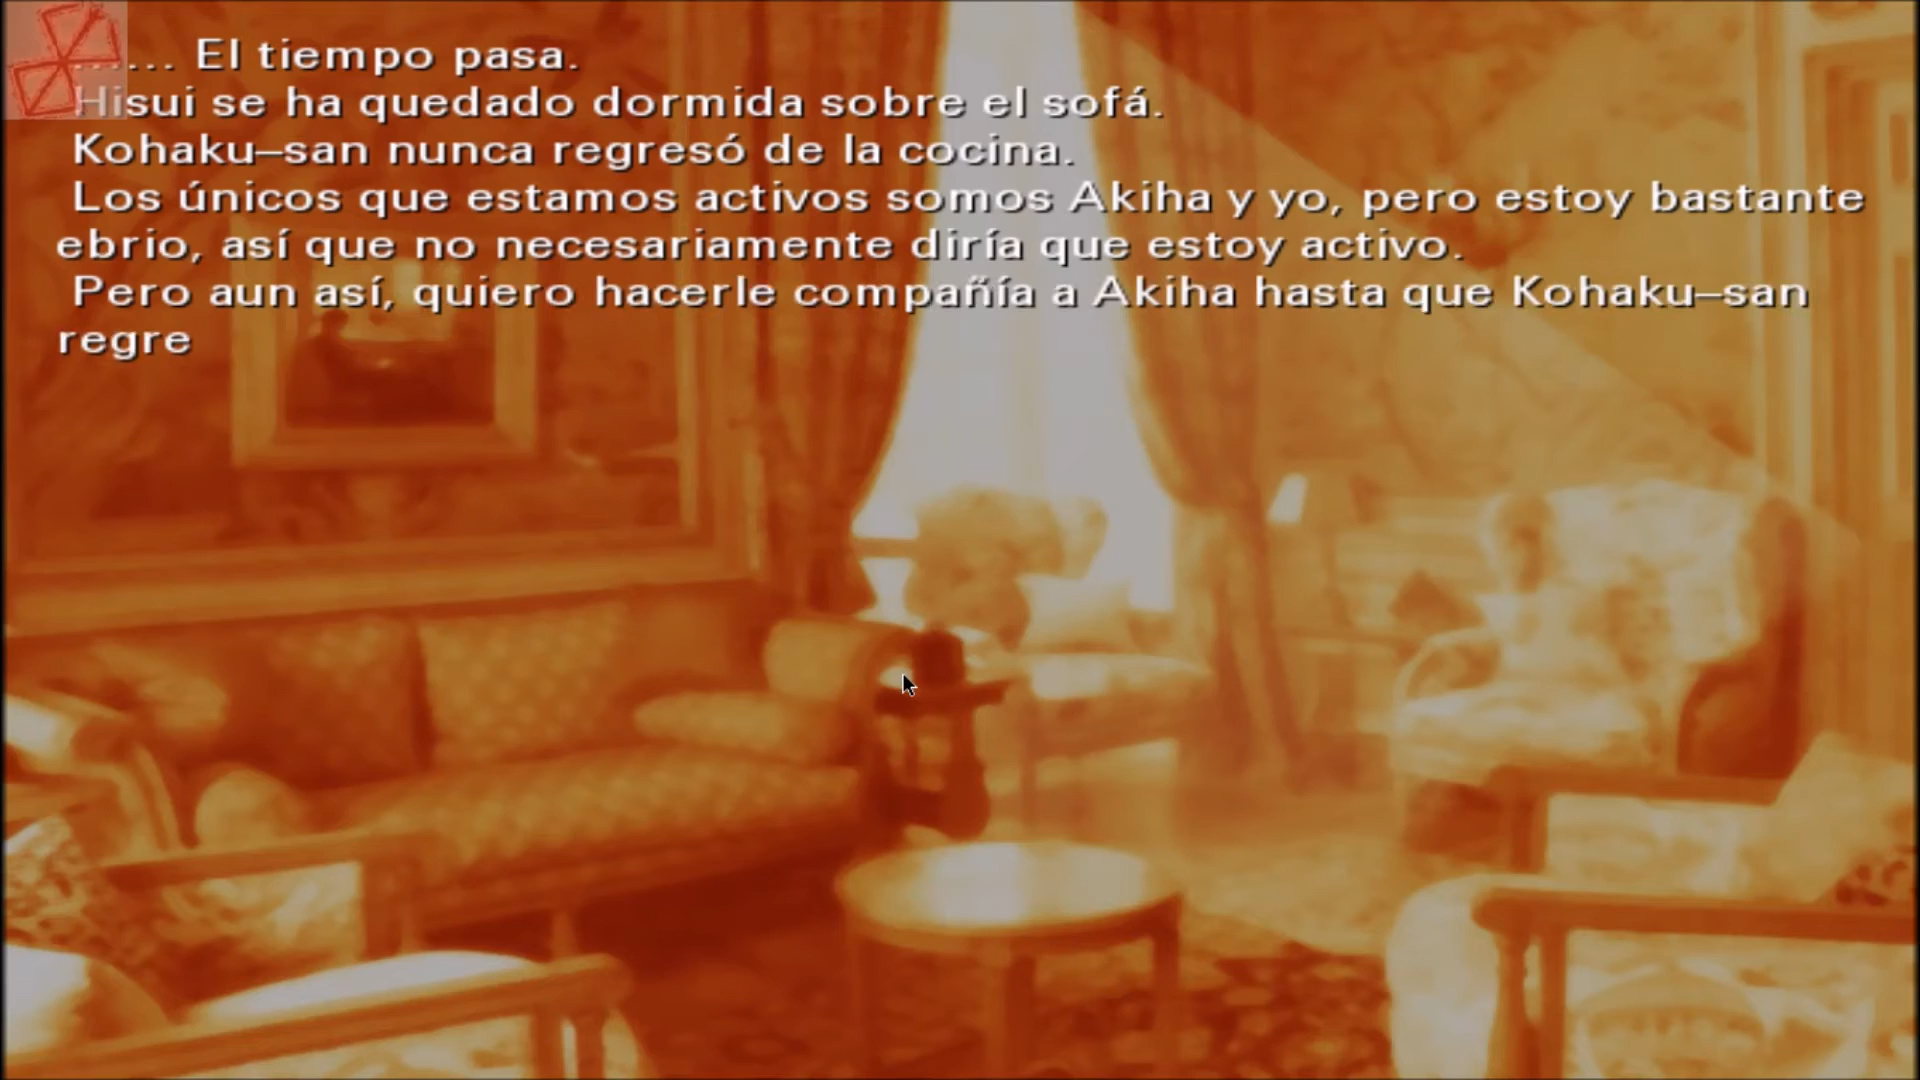 ...... El tiempo pasa.
Hisui se ha quedado dormida sobre el sofá.
Kohaku–san nunca regresó de la cocina.
Los únicos que estamos activos somos Akiha y yo, pero estoy bastante
ebrio, así que no necesariamente diría que estoy activo.
Pero aun así, quiero hacerle compañía a Akiha hasta que Kohaku–san
regre